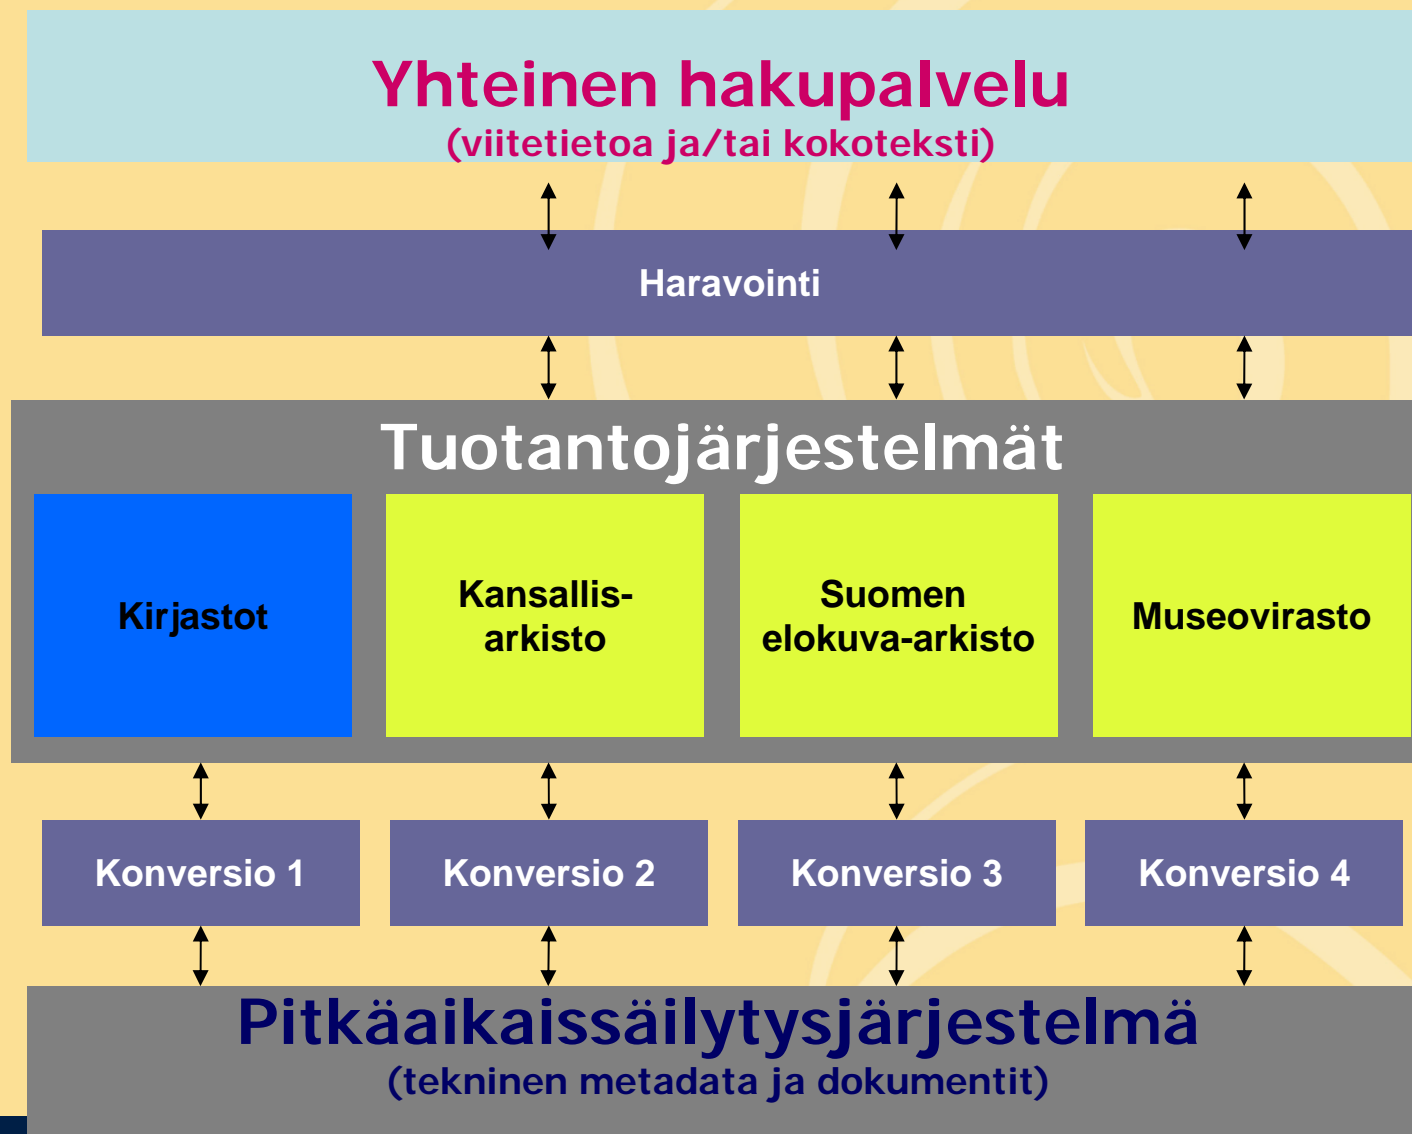 Yhteinen hakupalvelu
(viitetietoa ja/tai kokoteksti)
Haravointi
Tuotantojärjestelmät
Kirjastot
Kansallis-
arkisto
Suomen
elokuva-arkisto
Museovirasto
Konversio 1
Konversio 2
Konversio 3
Konversio 4
Pitkäaikaissäilytysjärjestelmä
(tekninen metadata ja dokumentit)